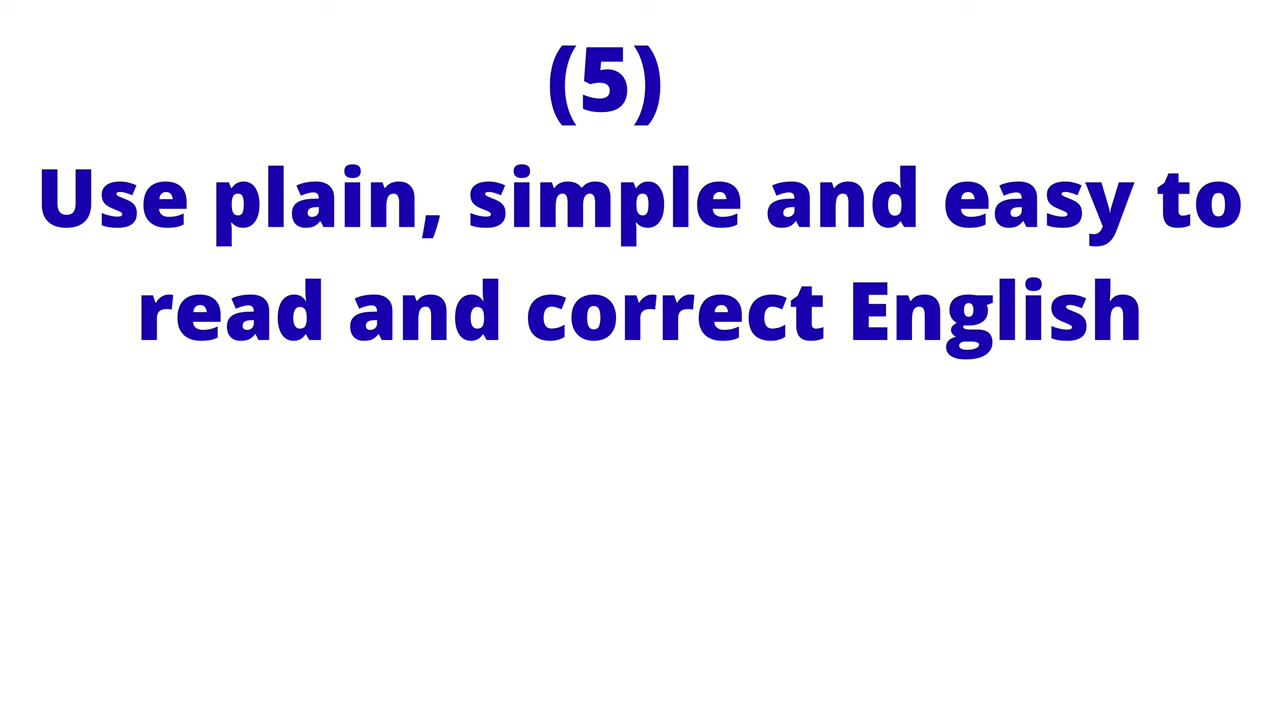 (5)
Use plain, simple and easy to
read and correct English